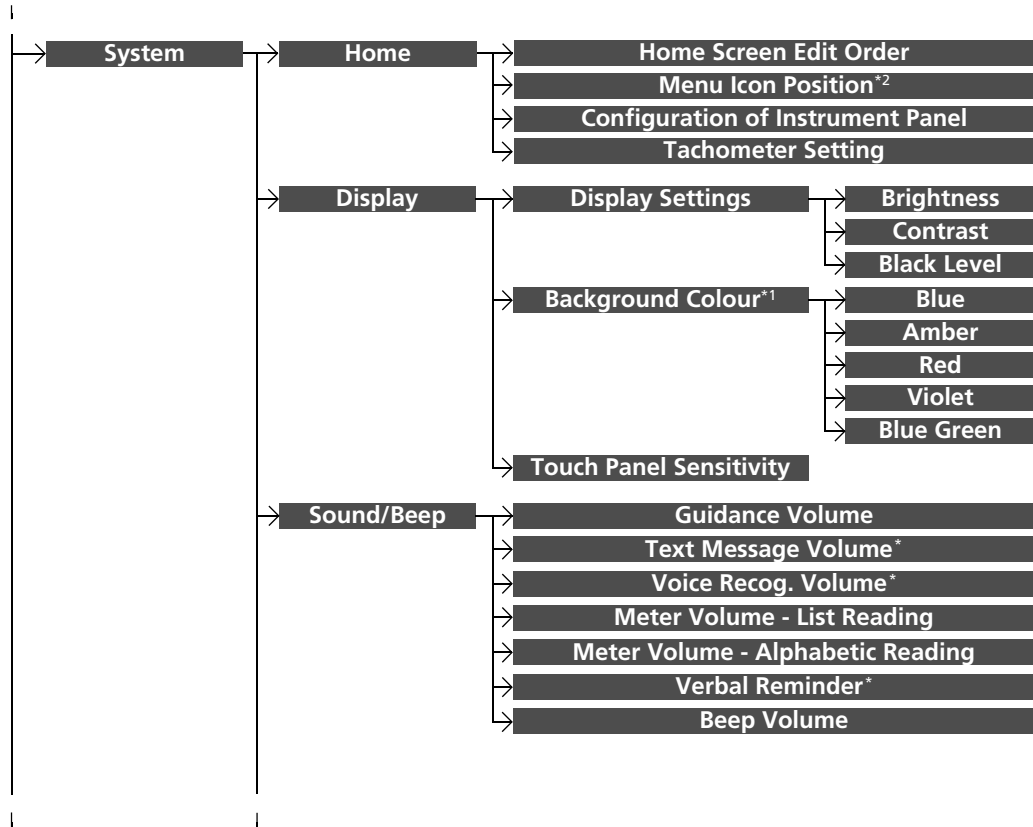 System
Home
Home Screen Edit Order
Menu Icon Position*2
Configuration of Instrument Panel
Tachometer Setting
Display
Display Settings
Brightness
Contrast
Black Level
Background Colour*1
Blue
Amber
Red
Violet
Blue Green
Touch Panel Sensitivity
Sound/Beep
Guidance Volume
Text Message Volume*
Voice Recog. Volume*
Meter Volume - List Reading
Meter Volume - Alphabetic Reading
Verbal Reminder*
Beep Volume